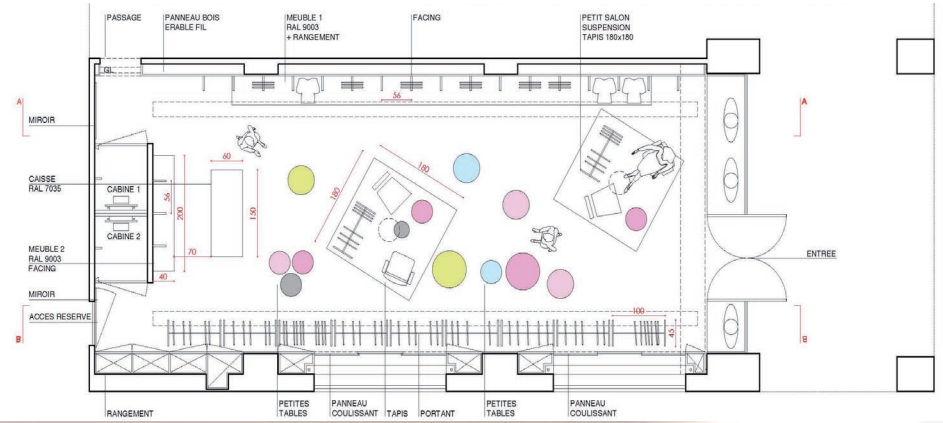 PASSAGE
PANNEAU BOIS
ERABLE FIL
MEUBLE 1
RAL 9003
+ RANGEMENT
FACING
PETIT SALON
SUSPENSION
TAPIS 180x180
GL
A
A
MIROIR
56
60
CAISSE
RAL 7035
CABINE 1
CABINE 2
56
200
150
180
180
MEUBLE 2
RAL 9003
FACING
70
40
ENTREE
MIROIR
ACCES RESERVE
100
45
B
B
RANGEMENT
PETITES
TABLES
PANNEAU
COULISSANT
TAPIS
PORTANT
PETITES
TABLES
PANNEAU
COULISSANT